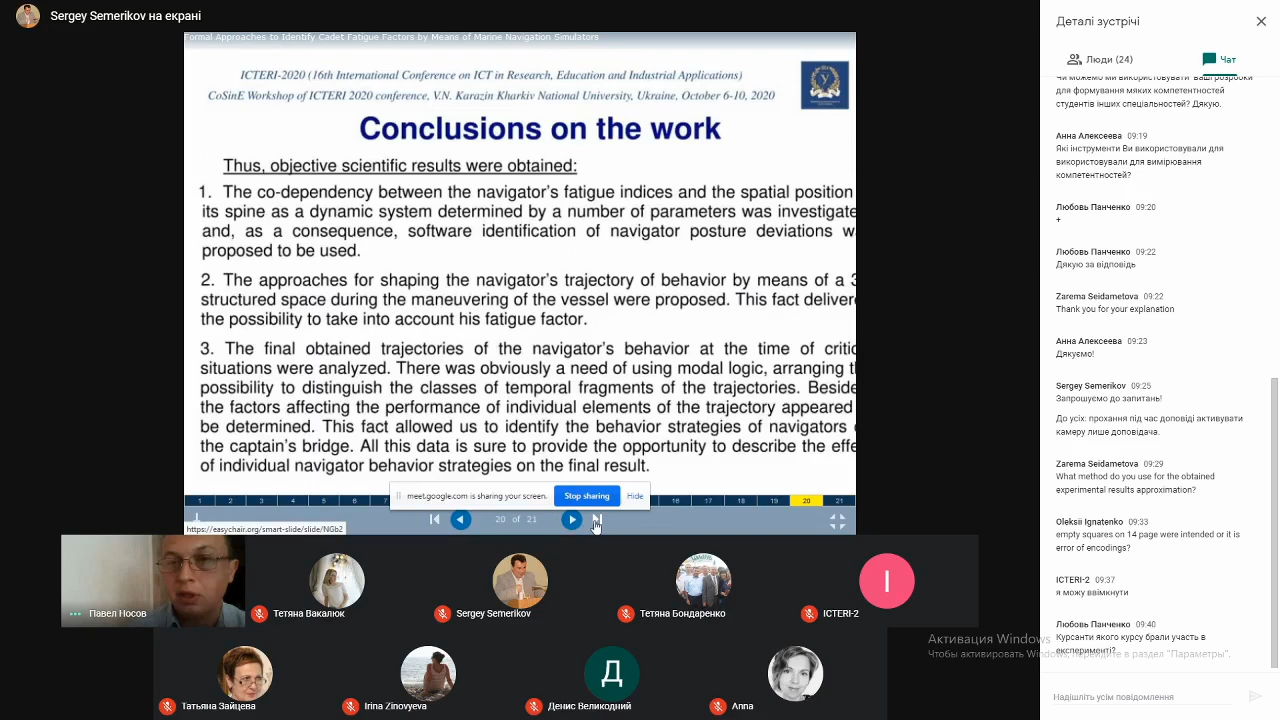 Sergey Semerikov на екрані
Formal Approaches to Identify Cadet Fatigue Factors by Means of Marine Navigation Simulators
ICTERI-2020 (16th International Conference on ICT in Research, Education and Industrial Applications)
CoSinE Workshop of ICTERI 2020 conference, V.N. Karazin Kharkiv National University, Ukraine, October 6-10, 2020
Conclusions on the work
Thus, objective scientific results were obtained:
1. The co-dependency between the navigator's fatigue indices and the spatial position
its spine as a dynamic system determined by a number of parameters was investigate
and, as a consequence, software identification of navigator posture deviations w
proposed to be used.
2. The approaches for shaping the navigator's trajectory of behavior by means of a 3
structured space during the maneuvering of the vessel were proposed. This fact deliver
the possibility to take into account his fatigue factor.
3. The final obtained trajectories of the navigator's behavior at the time of critic
situations were analyzed. There was obviously a need of using modal logic, arranging t
possibility to distinguish the classes of temporal fragments of the trajectories. Beside
the factors affecting the performance of individual elements of the trajectory appeared
be determined. This fact allowed us to identify the behavior strategies of navigators
the captain's bridge. All this data is sure to provide the opportunity to describe the effe
of individual navigator behavior strategies on the final result.
1 2 3 4 5 6 7 16 17 18 19 20 21
meet.google.com is sharing your screen. Stop sharing Hide
20 of 21
https://easychair.org/smart-slide/slide/NGb2
Павел Носов
Тетяна Вакалюк
Sergey Semerikov
Тетяна Бондаренко
I
ICTERI-2
Татьяна Зайцева
Irina Zinovyeva
Д
Денис Великодний
Anna
Деталі зустрічі
Люди (24)
Чат
Чи можемо ми використовувати ваші розробки
для формування мяких компетентностей
студентів інших спеціальностей? Дякую.
Анна Алексеева 09:19
Які інструменти Ви використовували для
використовували для вимірювання
компетентностей?
Любовь Панченко 09:20
+
Любовь Панченко 09:22
Дякую за відповідь
Zarema Seidametova 09:22
Thank you for your explanation
Анна Алексеева 09:23
Дякуємо!
Sergey Semerikov 09:25
Запрошуємо до запитань!
До усіх: прохання під час доповіді активувати
камеру лише доповідача.
Zarema Seidametova 09:29
What method do you use for the obtained
experimental results approximation?
Oleksii Ignatenko 09:33
empty squares on 14 page were intended or it is
error of encodings?
ICTERI-2 09:37
я можу ввімкнути
Любовь Панченко 09:40
Курсанти якого курсу брали участь в
експерименті?
Активация Windows
Чтобы активировать Windows, перейдите в раздел "Параметры".
Надішліть усім повідомлення